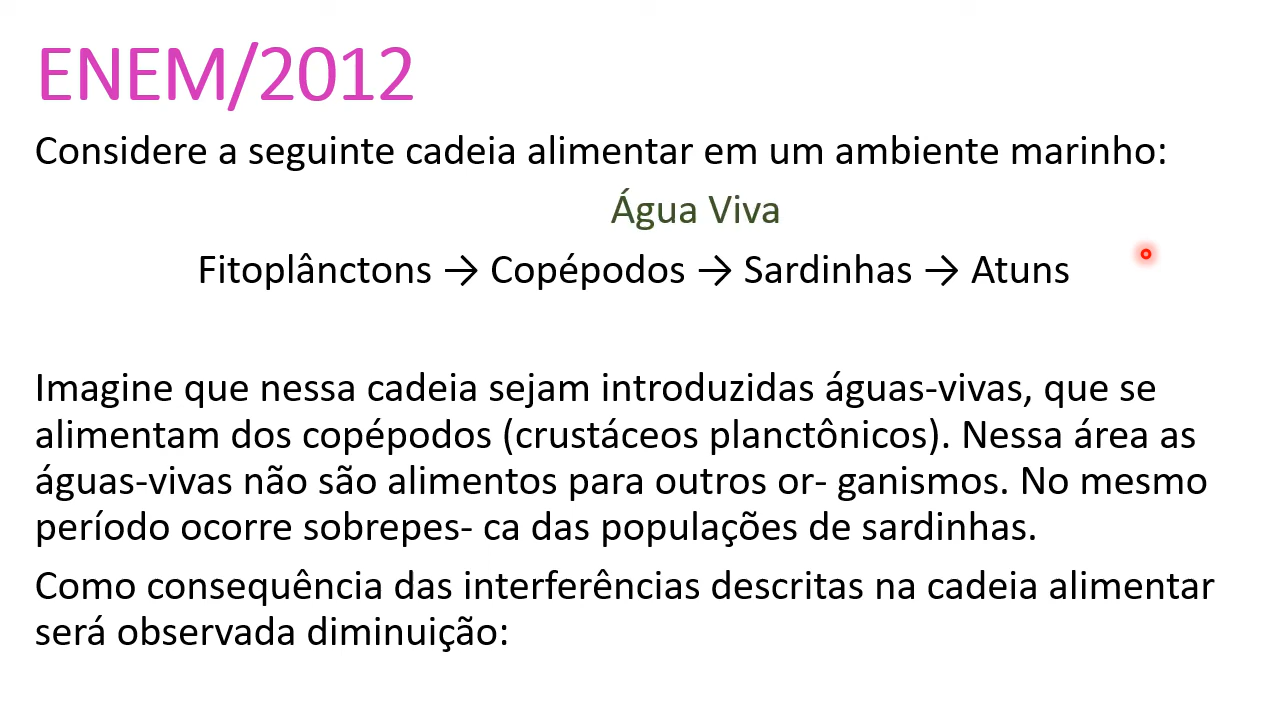 ENEM/2012
Considere a seguinte cadeia alimentar em um ambiente marinho:
Água Viva
Fitoplânctons → Copépodos → Sardinhas → Atuns
Imagine que nessa cadeia sejam introduzidas águas-vivas, que se
alimentam dos copépodos (crustáceos planctônicos). Nessa área as
águas-vivas não são alimentos para outros or- ganismos. No mesmo
período ocorre sobrepes- ca das populações de sardinhas.
Como consequência das interferências descritas na cadeia alimentar
será observada diminuição: